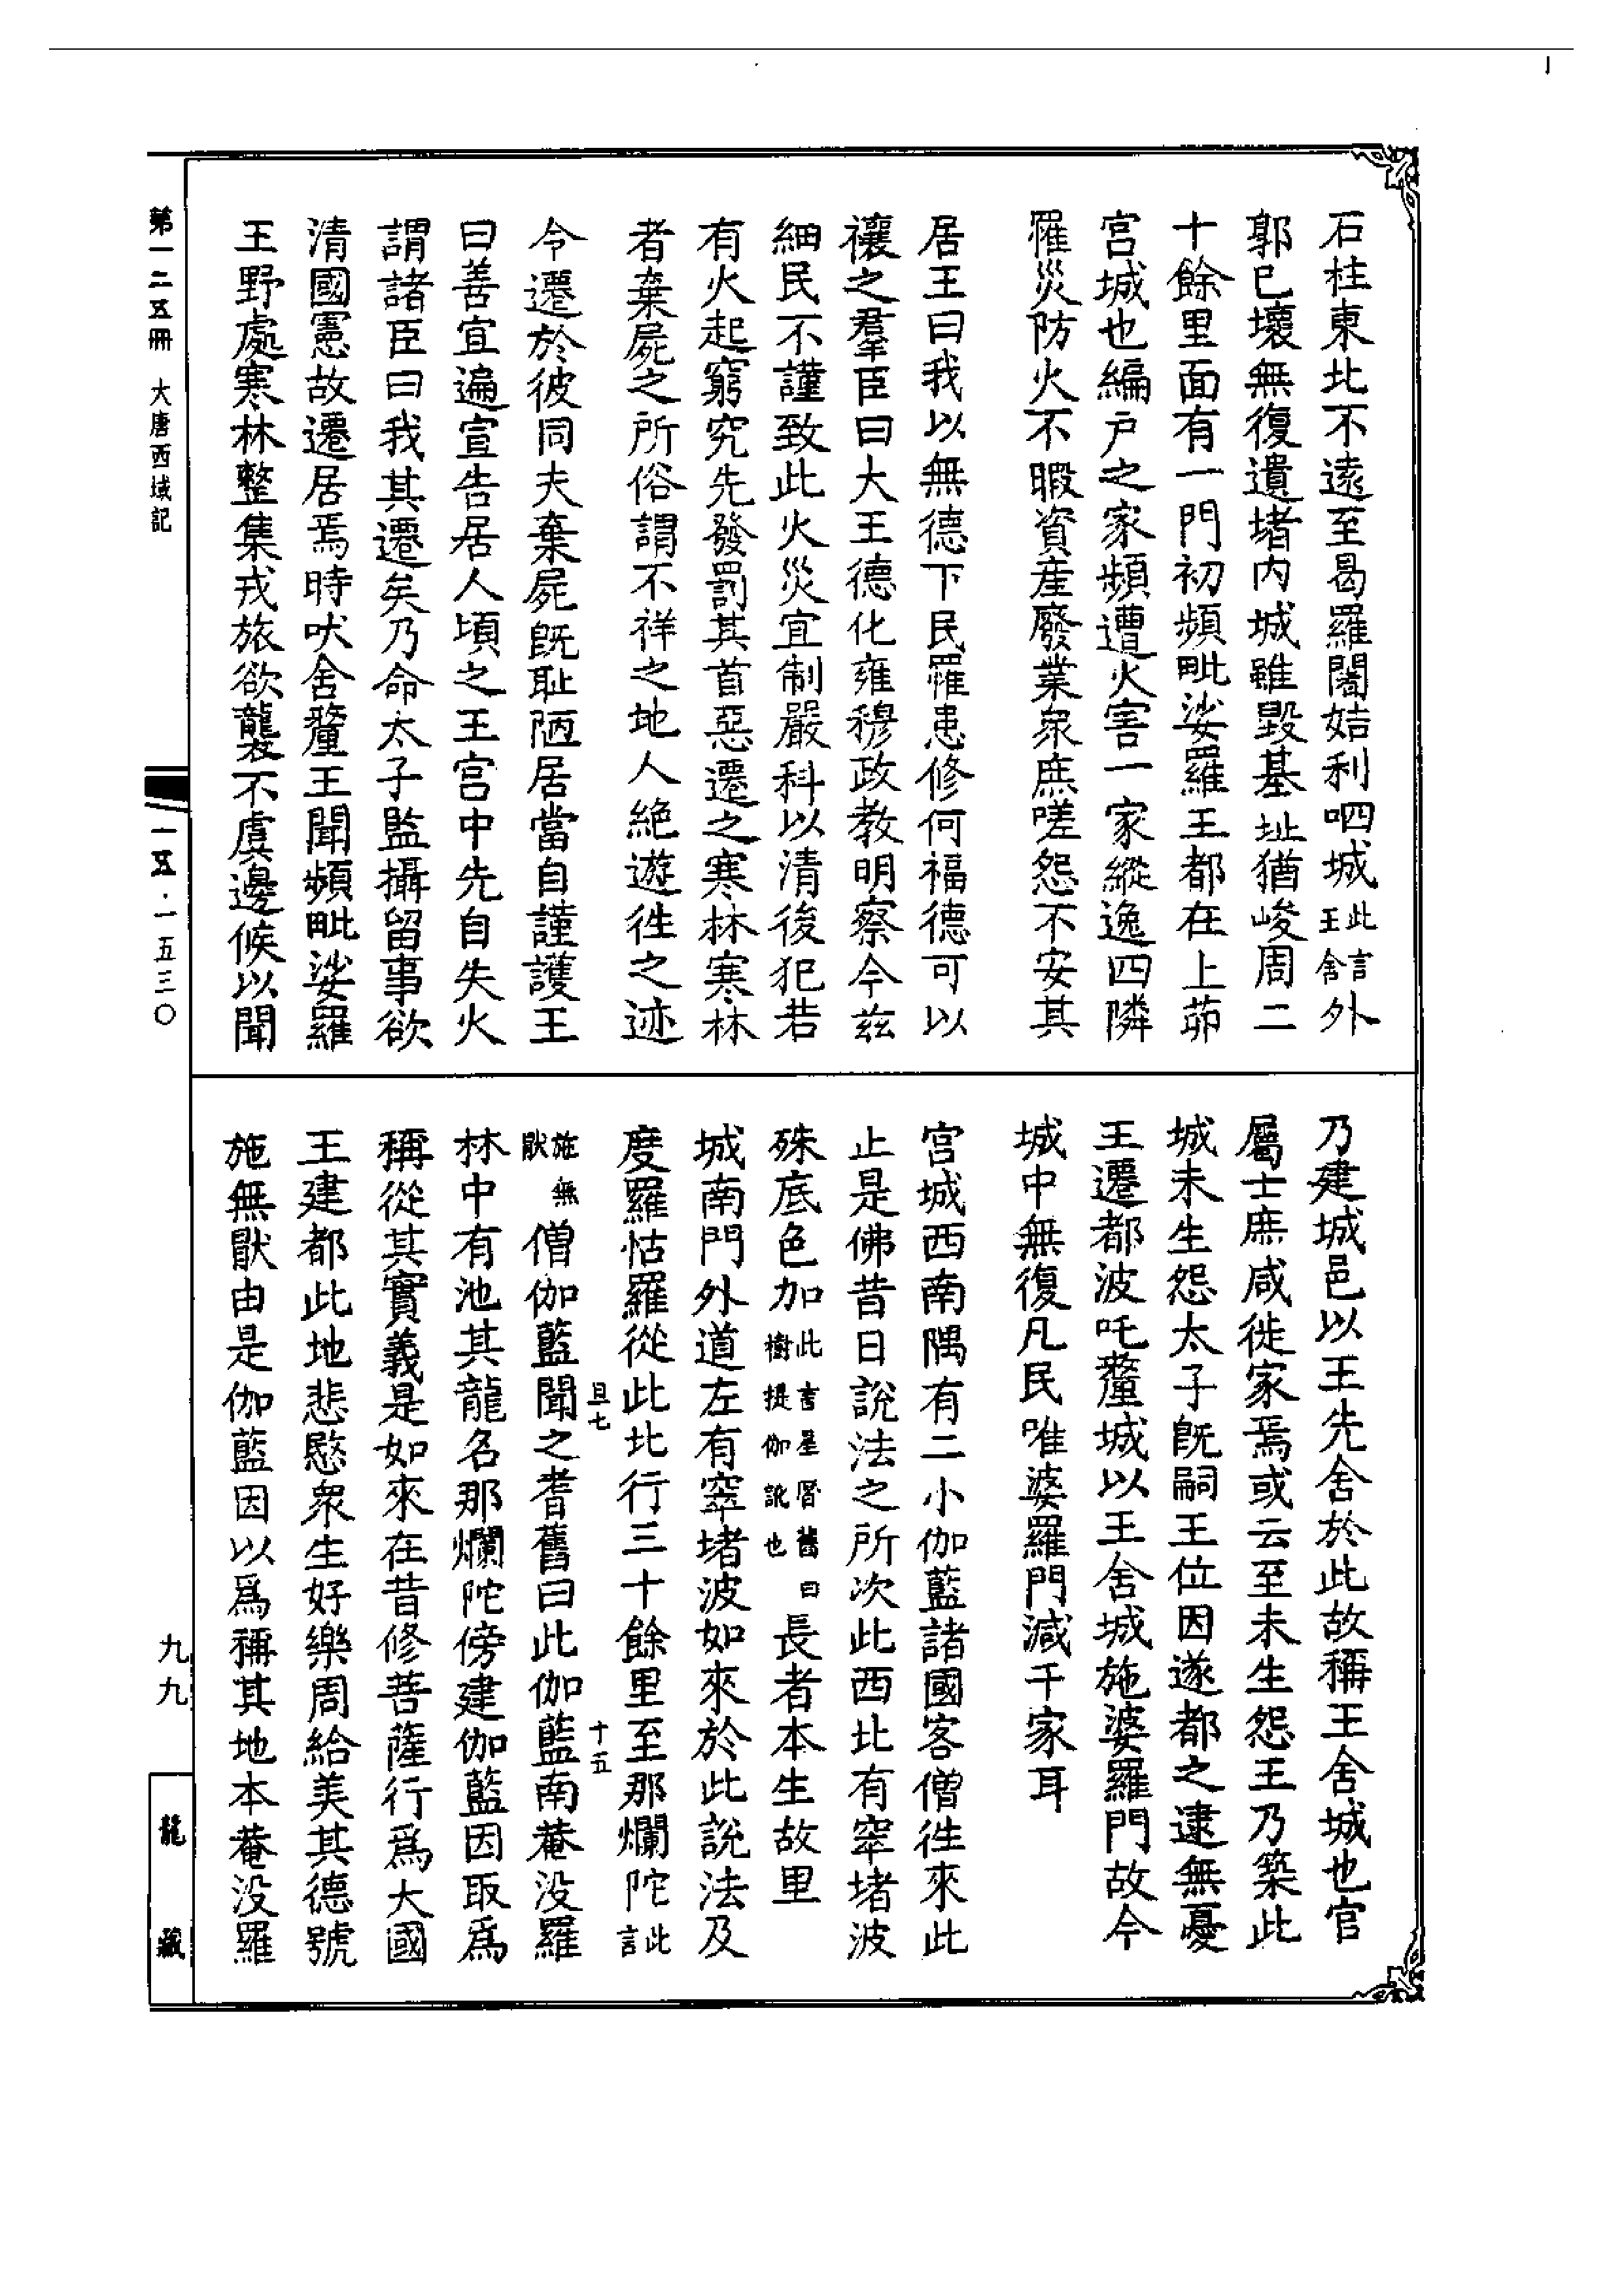 石柱東北不遠至曷羅闍姞利呬城此言王舍外
郭已壞無復遺堵內城雖毀基址猶峻周二
十餘里面有一門初頻毗娑羅王都在上茆
宮城也編戶之家頻遭火害一家縱逸四隣
罹災防火不暇資產廢業衆庶嗟怨不安其
居王曰我以無德下民罹患修何福德可以
禳之羣臣曰大王德化雍穆政教明察今茲
細民不謹致此火災宜制嚴科以清後犯若
有火起窮究先發罰其首惡遷之寒林寒林
者棄屍之所俗謂不祥之地人絕遊往之迹
令遷於彼同夫棄屍旣恥陋居當自謹護王
曰善宜遍宣告居人頃之王宮中先自失火
謂諸臣曰我其遷矣乃命太子監攝留事欲
清國憲故遷居焉時吠舍釐王聞頻毗娑羅
王野處寒林整集戎旅欲襲不虞邊候以聞
乃建城邑以王先舍於此故稱王舍城也官
屬士庶咸徙家焉或云至未生怨王乃築此
城未生怨太子旣嗣王位因遂都之逮無憂
王遷都波吒釐城以王舍城施婆羅門故今
城中無復凡民唯婆羅門減千家耳
宮城西南隅有二小伽藍諸國客僧往來此
止是佛昔日說法之所次此西北有窣堵波
殊底色加此言星曆舊曰樹提伽訛也長者本生故里
城南門外道左有窣堵波如來於此說法及
度羅怙羅從此北行三十餘里至那爛陀此言
旦七 十五
施無猒僧伽藍聞之耆舊曰此伽藍南菴没羅
林中有池其龍名那爛陀傍建伽藍因取爲
稱從其實義是如來在昔修菩薩行爲大國
王建都此地悲愍衆生好樂周給美其德號
施無猒由是伽藍因以爲稱其地本菴没羅
第一二五冊 大唐西域記
一五·一五三〇
九九
龍藏